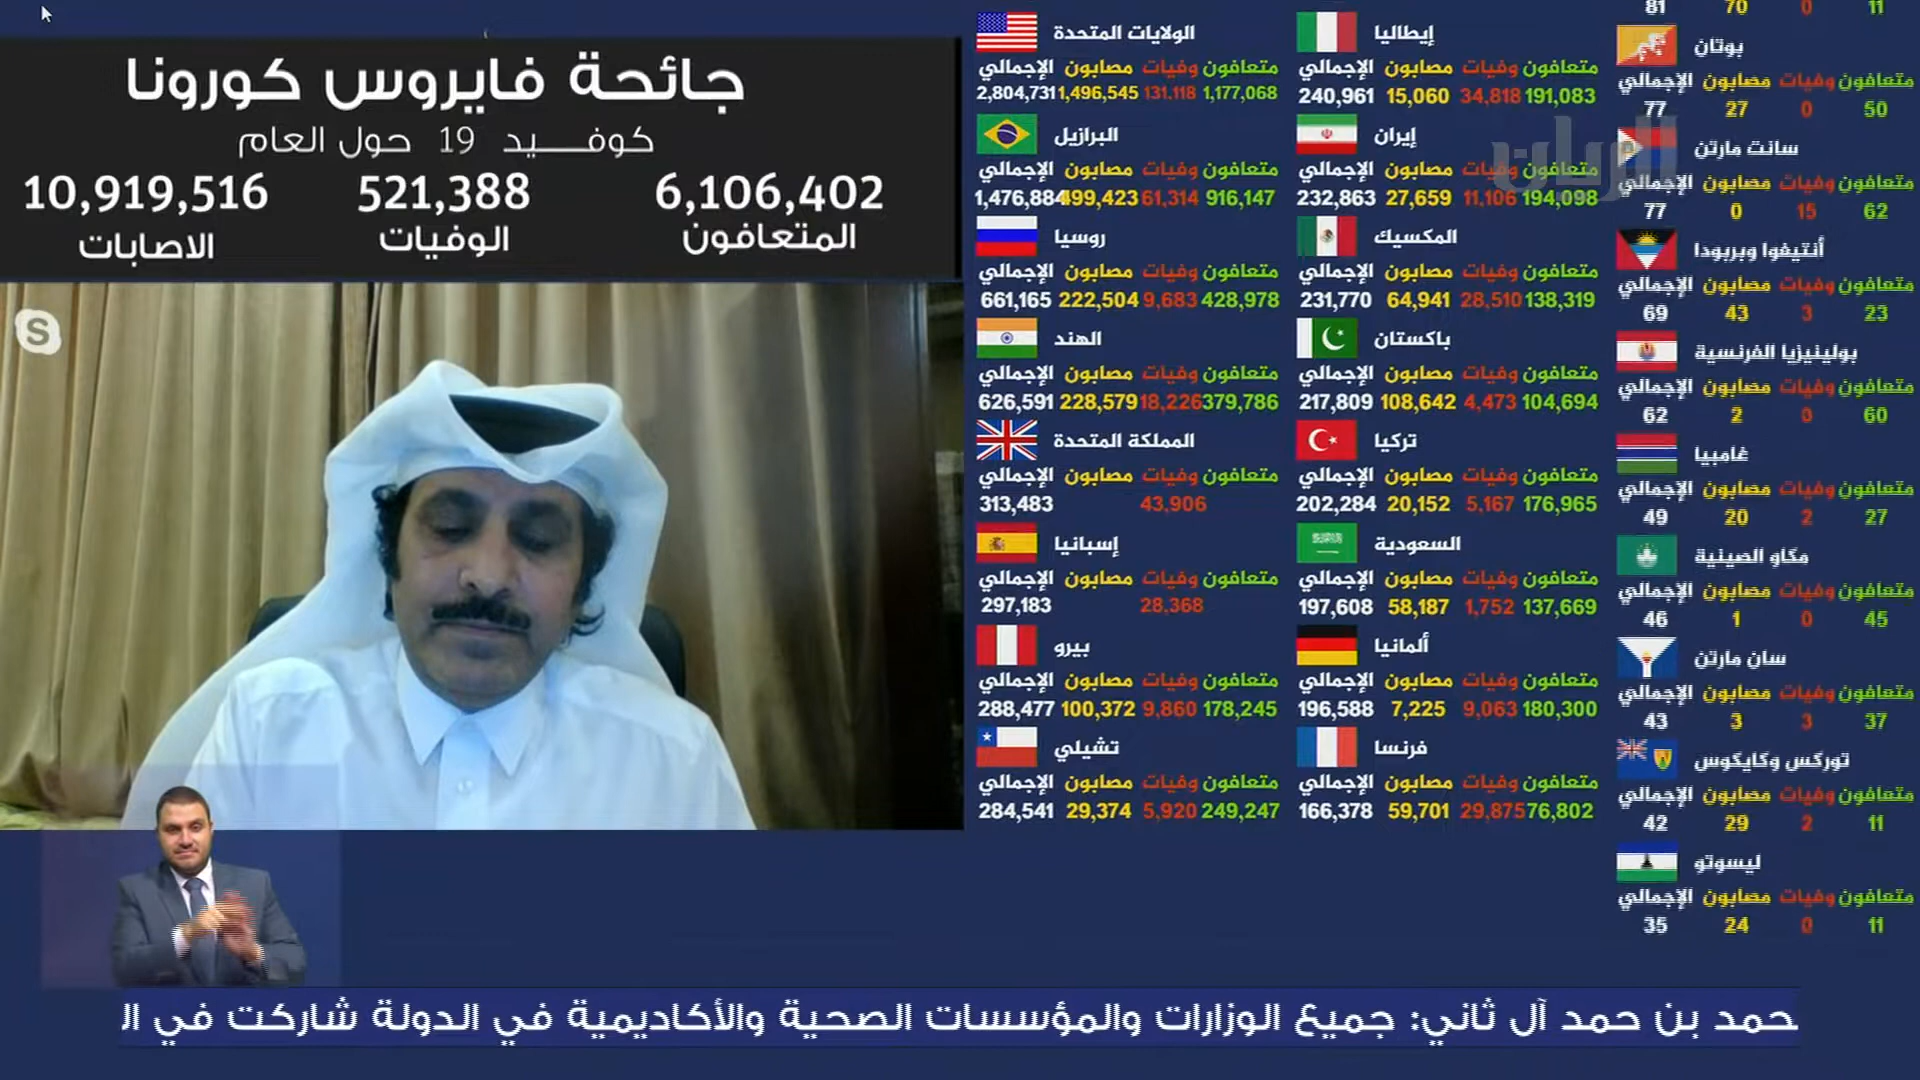 جائحة فايروس كورونا
كوفيد 19 حول العام
6,106,402 521,388 10,919,516
المتعافون الوفيات الاصابات
S
الولايات المتحدة
الإجمالي مصابون وفيات متعافون
2,804,731 1,496,545 131,118 1,177,068
البرازيل
الإجمالي مصابون وفيات متعافون
1,476,884 499,423 61,314 916,147
روسيا
الإجمالي مصابون وفيات متعافون
661,165 222,504 9,683 428,978
الهند
الإجمالي مصابون وفيات متعافون
626,591 228,579 18,226 379,786
المملكة المتحدة
الإجمالي مصابون وفيات متعافون
313,483 43,906
إسبانيا
الإجمالي مصابون وفيات متعافون
297,183 28,368
بيرو
الإجمالي مصابون وفيات متعافون
288,477 100,372 9,860 178,245
تشيلي
الإجمالي مصابون وفيات متعافون
284,541 29,374 5,920 249,247
إيطاليا
الإجمالي مصابون وفيات متعافون
240,961 15,060 34,818 191,083
إيران
الإجمالي مصابون وفيات متعافون
232,863 27,659 11,106 194,098
المكسيك
الإجمالي مصابون وفيات متعافون
231,770 64,941 28,510 138,319
باكستان
الإجمالي مصابون وفيات متعافون
217,809 108,642 4,473 104,694
تركيا
الإجمالي مصابون وفيات متعافون
202,284 20,152 5,167 176,965
السعودية
الإجمالي مصابون وفيات متعافون
197,608 58,187 1,752 137,669
ألمانيا
الإجمالي مصابون وفيات متعافون
196,588 7,225 9,063 180,300
فرنسا
الإجمالي مصابون وفيات متعافون
166,378 59,701 29,875 76,802
81 70 0 11
بوتان
الإجمالي مصابون وفيات متعافون
77 27 0 50
الريان
سانت مارتن
الإجمالي مصابون وفيات متعافون
77 0 15 62
أنتيغوا وبربودا
الإجمالي مصابون وفيات متعافون
69 43 3 23
بولينيزيا الفرنسية
الإجمالي مصابون وفيات متعافون
62 2 0 60
غامبيا
الإجمالي مصابون وفيات متعافون
49 20 2 27
مكاو الصينية
الإجمالي مصابون وفيات متعافون
46 1 0 45
سان مارتن
الإجمالي مصابون وفيات متعافون
43 3 3 37
توركس وكايكوس
الإجمالي مصابون وفيات متعافون
42 29 2 11
ليسوتو
الإجمالي مصابون وفيات متعافون
35 24 0 11
حمد بن حمد آل ثاني: جميع الوزارات والمؤسسات الصحية والأكاديمية في الدولة شاركت في ال